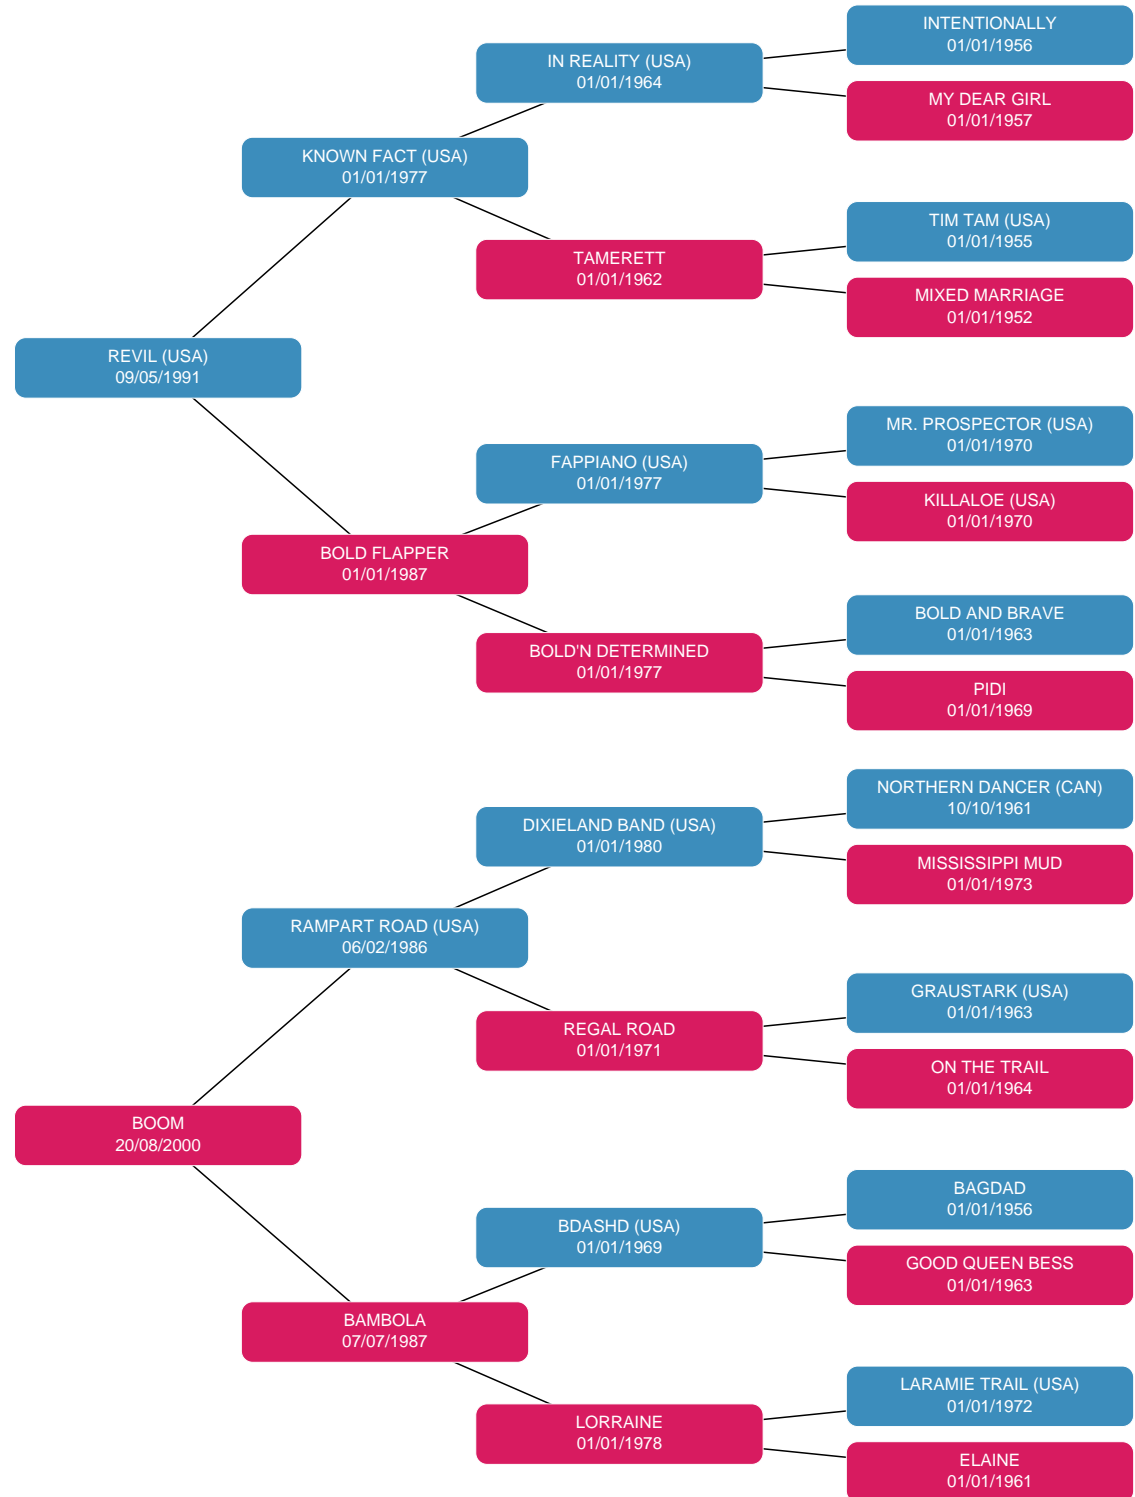 INTENTIONALLY
01/01/1956
IN REALITY (USA)
01/01/1964
MY DEAR GIRL
01/01/1957
KNOWN FACT (USA)
01/01/1977
TIM TAM (USA)
01/01/1955
TAMERETT
01/01/1962
MIXED MARRIAGE
01/01/1952
REVIL (USA)
09/05/1991
MR. PROSPECTOR (USA)
01/01/1970
FAPPIANO (USA)
01/01/1977
KILLALOE (USA)
01/01/1970
BOLD FLAPPER
01/01/1987
BOLD AND BRAVE
01/01/1963
BOLD'N DETERMINED
01/01/1977
PIDI
01/01/1969
NORTHERN DANCER (CAN)
10/10/1961
DIXIELAND BAND (USA)
01/01/1980
MISSISSIPPI MUD
01/01/1973
RAMPART ROAD (USA)
06/02/1986
GRAUSTARK (USA)
01/01/1963
REGAL ROAD
01/01/1971
ON THE TRAIL
01/01/1964
BOOM
20/08/2000
BAGDAD
01/01/1956
BDASHD (USA)
01/01/1969
GOOD QUEEN BESS
01/01/1963
BAMBOLA
07/07/1987
LARAMIE TRAIL (USA)
01/01/1972
LORRAINE
01/01/1978
ELAINE
01/01/1961